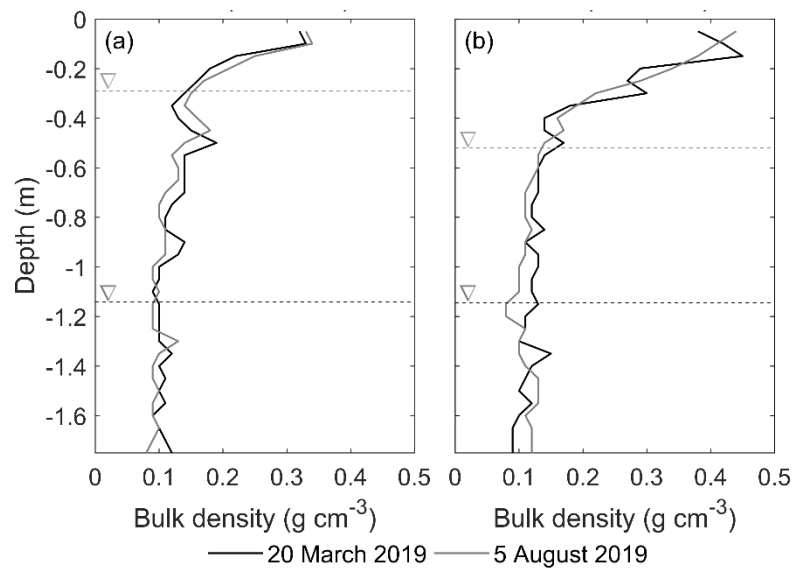 (a)
(b)
0
-0.2
-0.4
-0.6
-0.8
-1
-1.2
-1.4
-1.6
Depth (m)
0 0.1 0.2 0.3 0.4 0.5
0 0.1 0.2 0.3 0.4 0.5
Bulk density (g cm⁻³)
Bulk density (g cm⁻³)
20 March 2019
5 August 2019